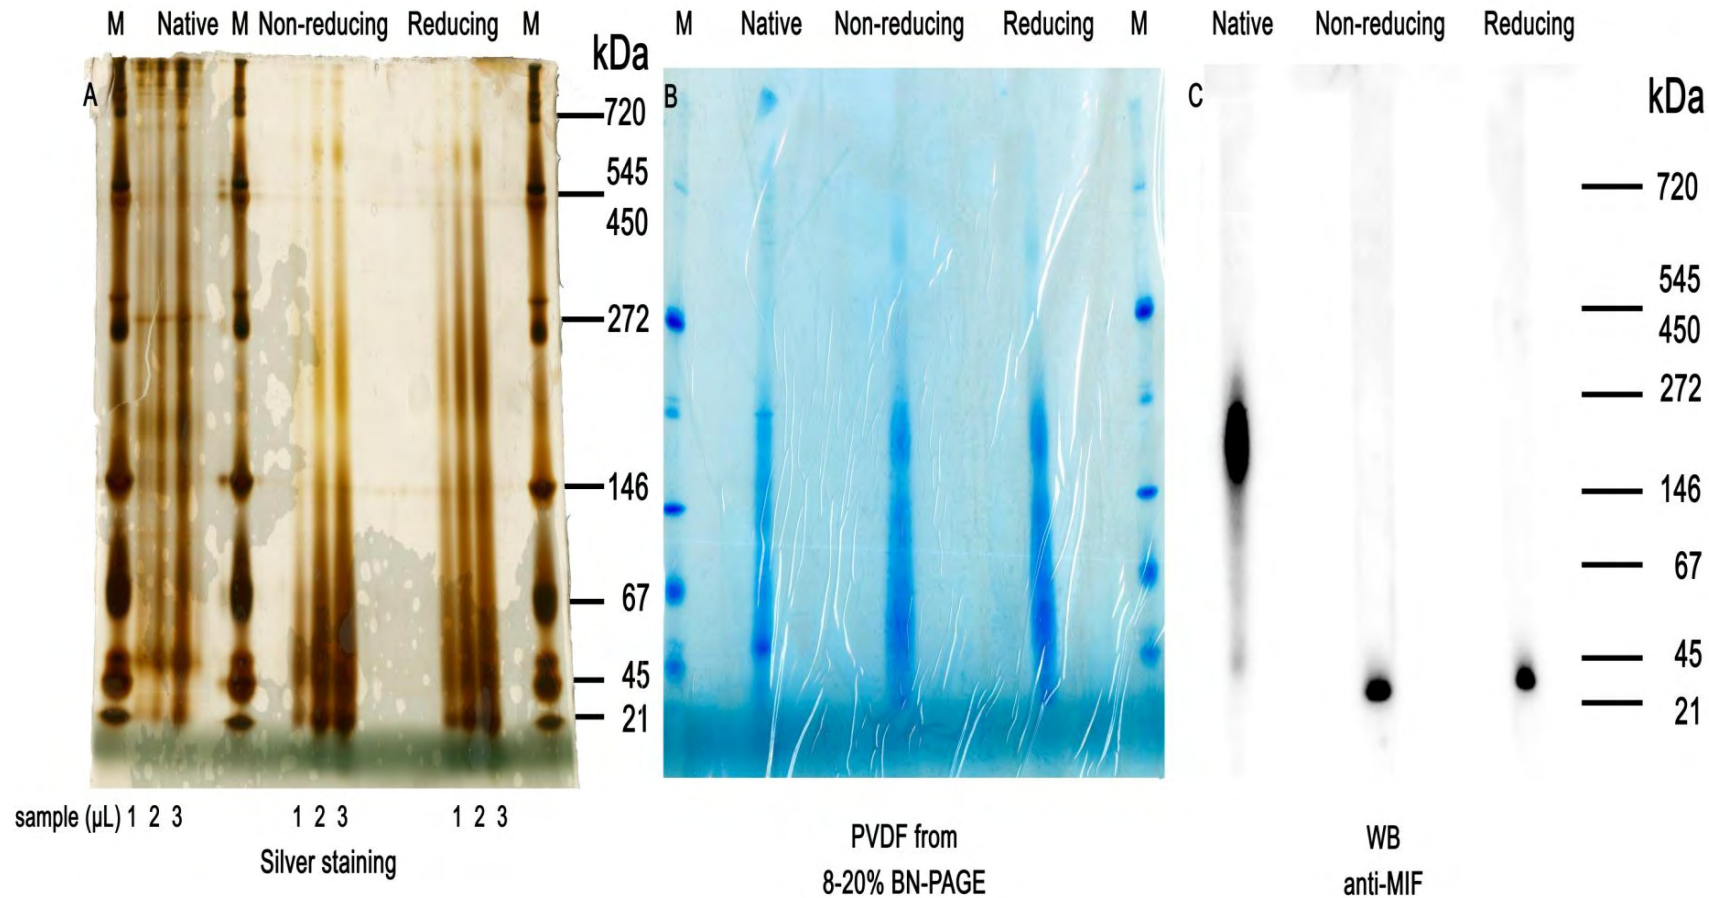 M Native M Non-reducing Reducing M
kDa
A
720
545
450
272
146
67
45
21
sample (μL) 1 2 3 1 2 3 1 2 3
Silver staining
M Native Non-reducing Reducing M
B
PVDF from
8-20% BN-PAGE
Native Non-reducing Reducing
C
kDa
720
545
450
272
146
67
45
21
WB
anti-MIF